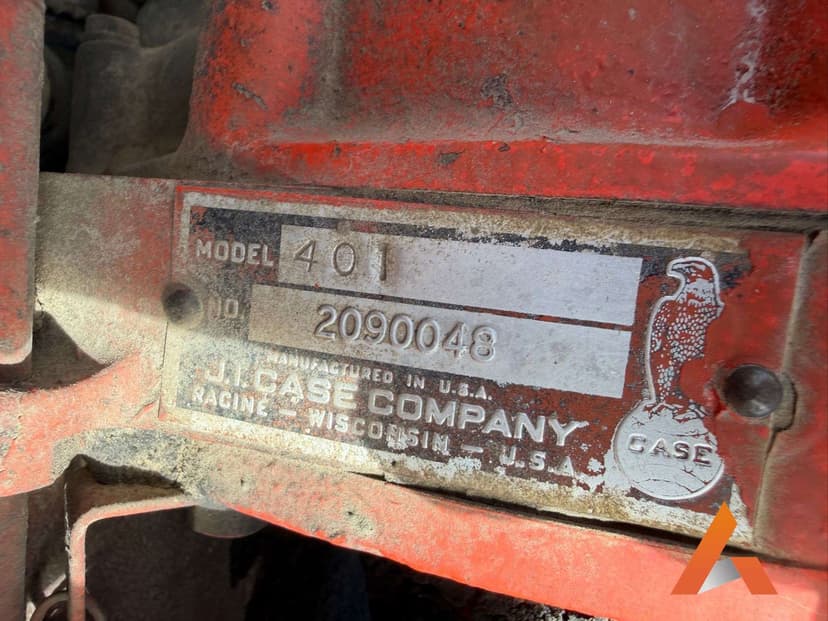 MODEL 401
NO. 2090048
MANUFACTURED IN U.S.A.
J.I. CASE COMPANY
RACINE - WISCONSIN - U.S.A.
CASE